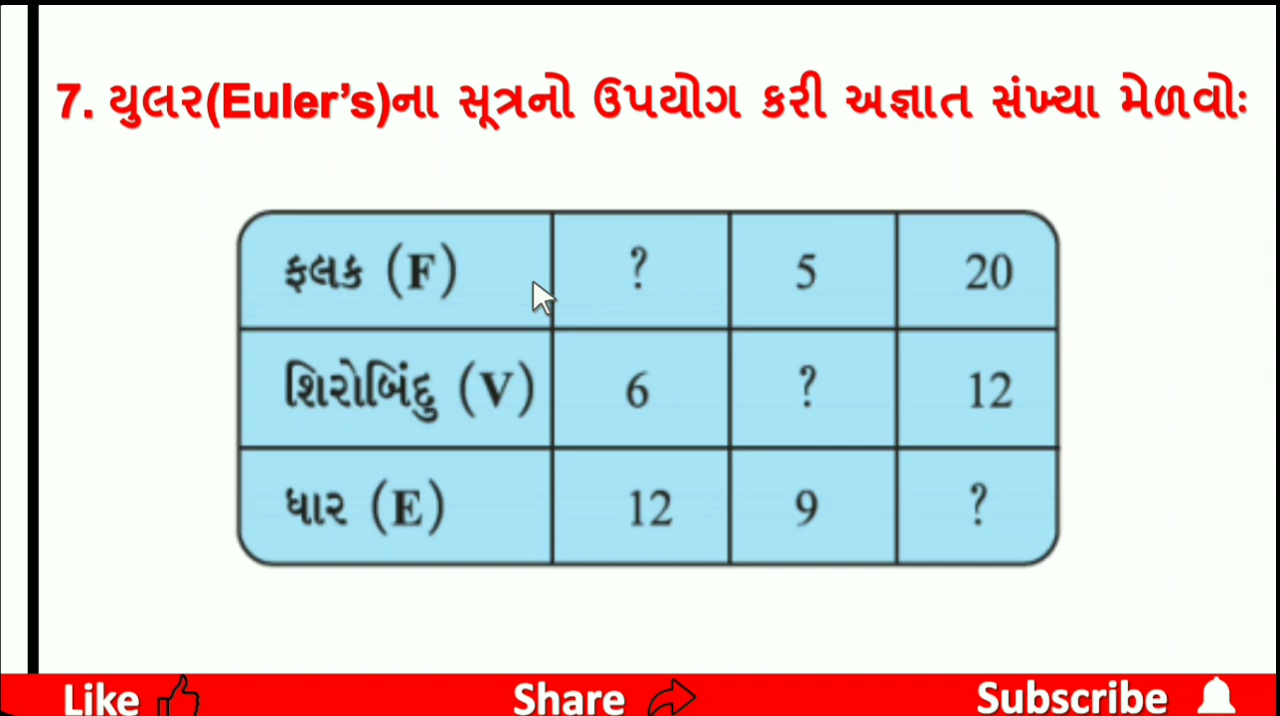 7. યુલર(Euler's)ના સૂત્રનો ઉપયોગ કરી અજ્ઞાત સંખ્યા મેળવોઃ
ફલક (F) ? 5 20
શિરોબિંદુ (V) 6 ? 12
ધાર (E) 12 9 ?
Like Share Subscribe